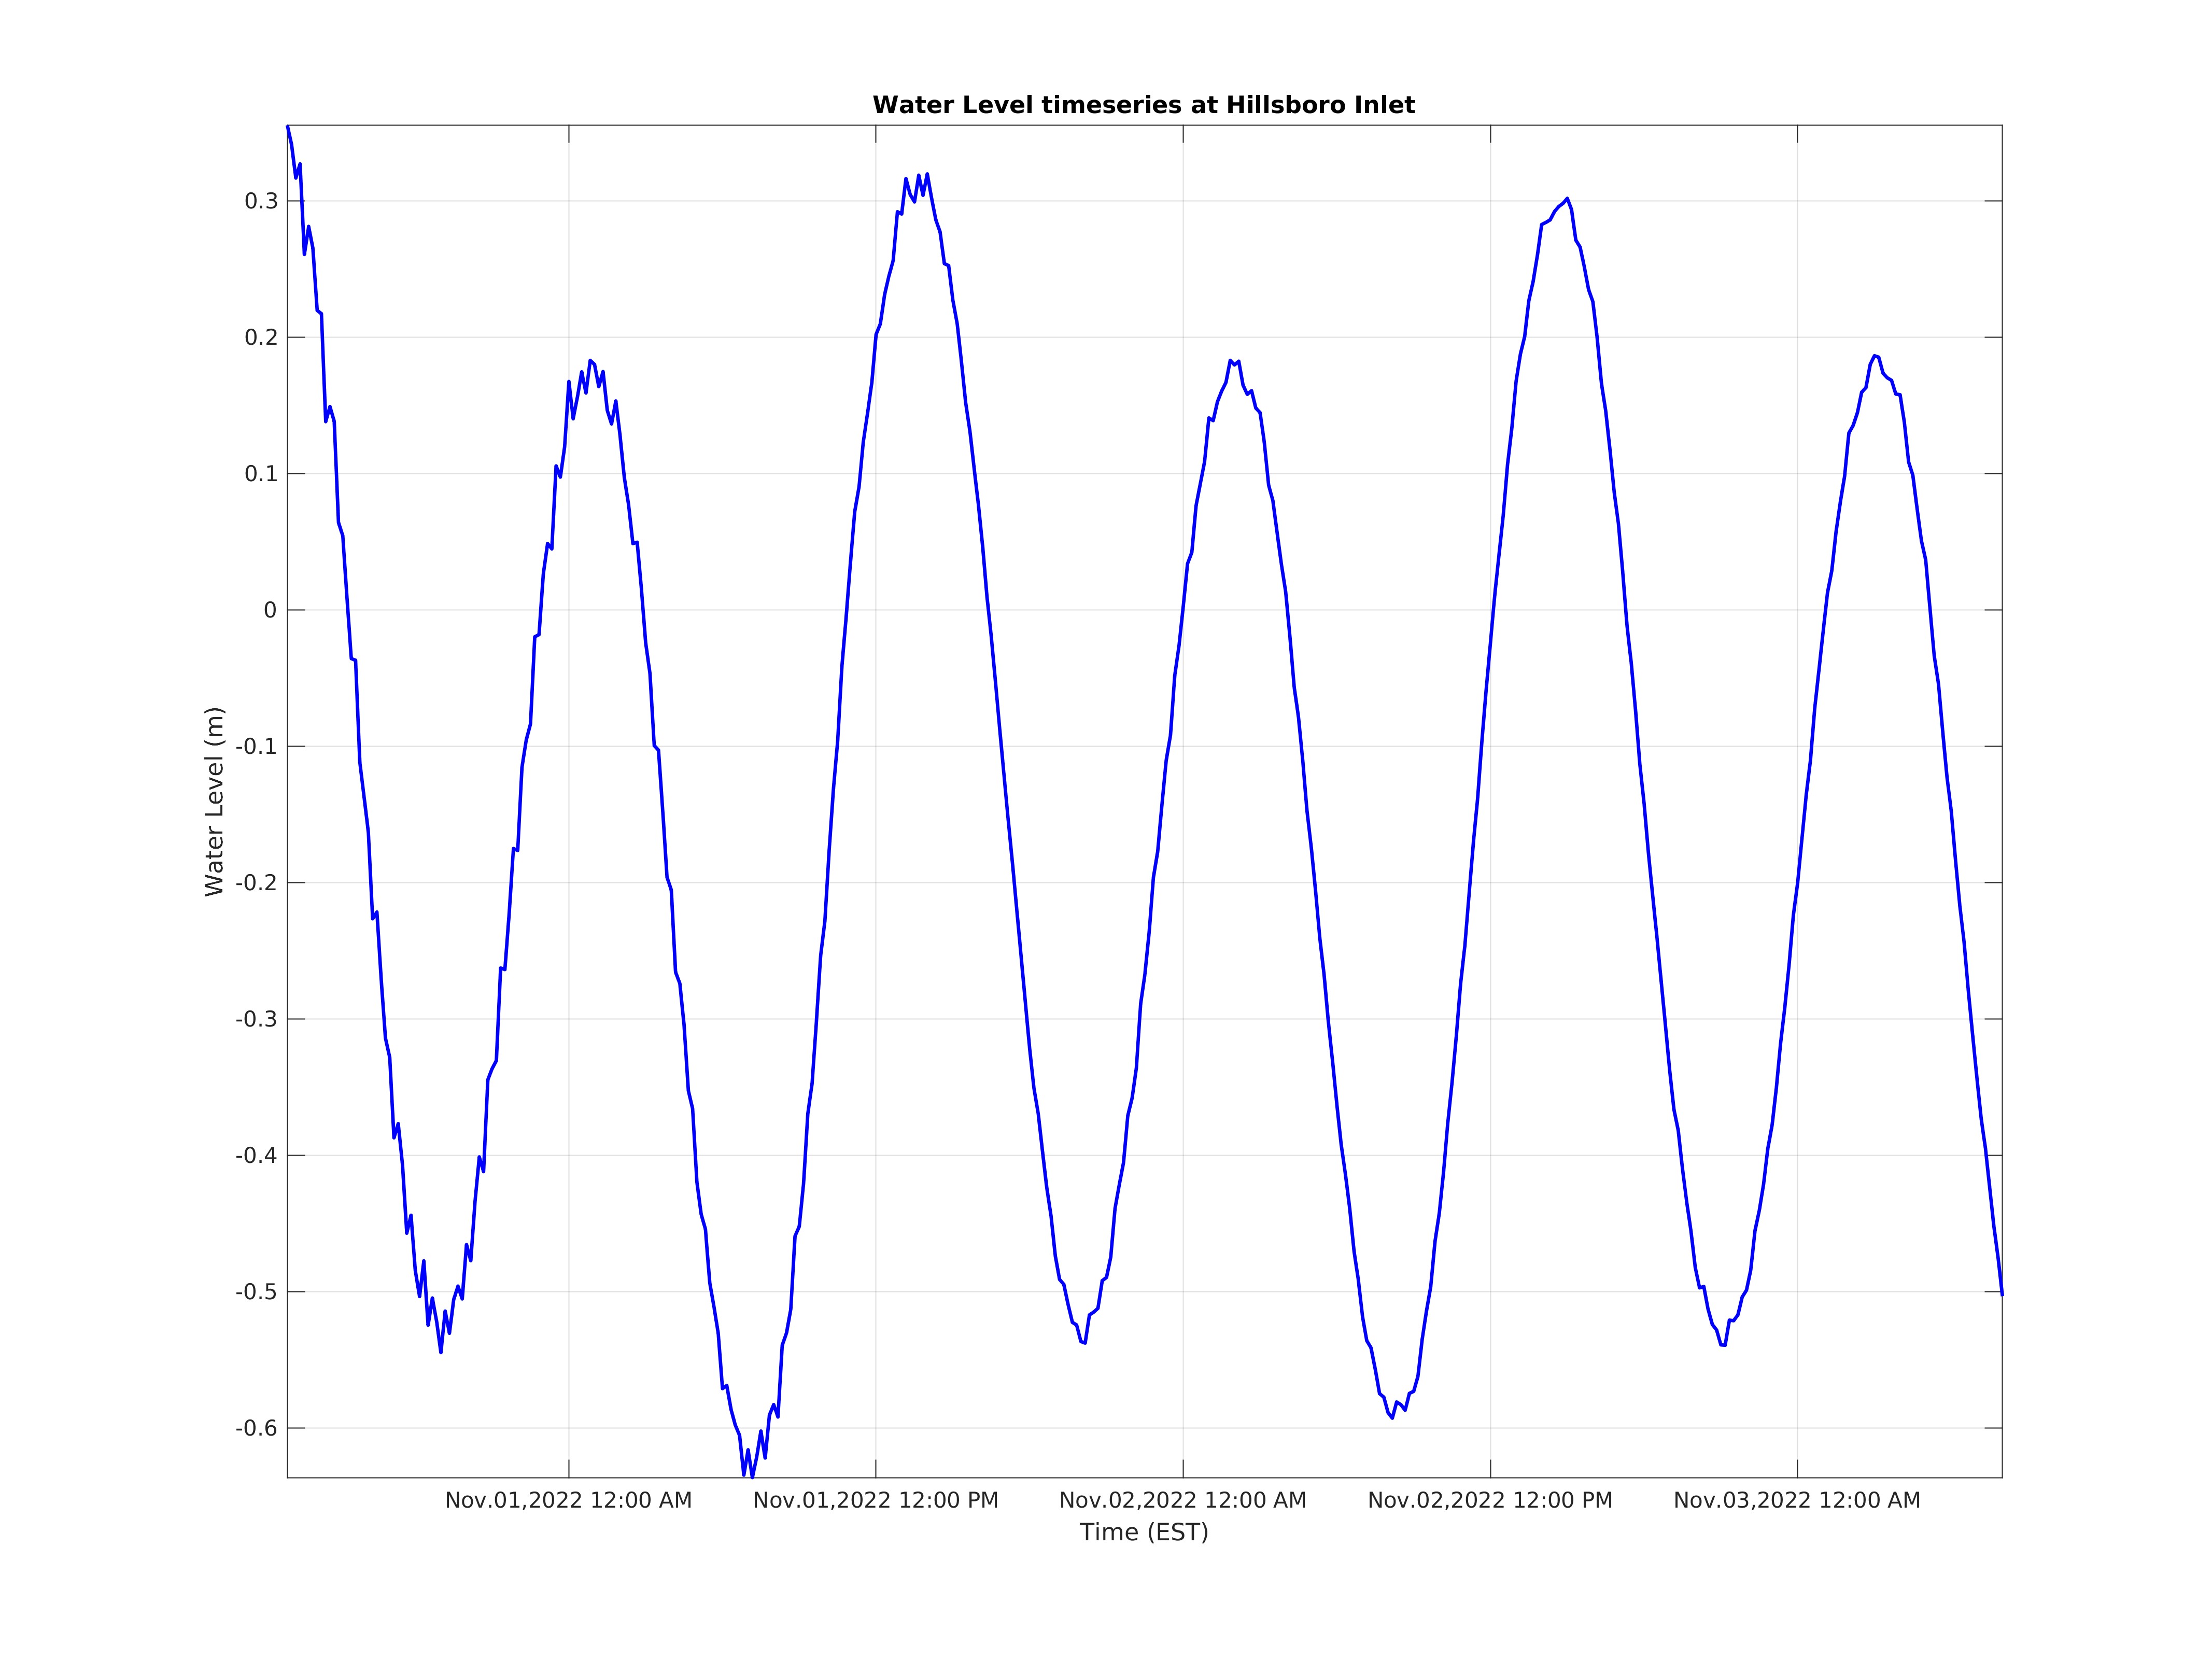 Water Level timeseries at Hillsboro Inlet
0.3
0.2
0.1
0
-0.1
-0.2
-0.3
-0.4
-0.5
-0.6
Water Level (m)
Nov.01,2022 12:00 AM
Nov.01,2022 12:00 PM
Nov.02,2022 12:00 AM
Nov.02,2022 12:00 PM
Nov.03,2022 12:00 AM
Time (EST)